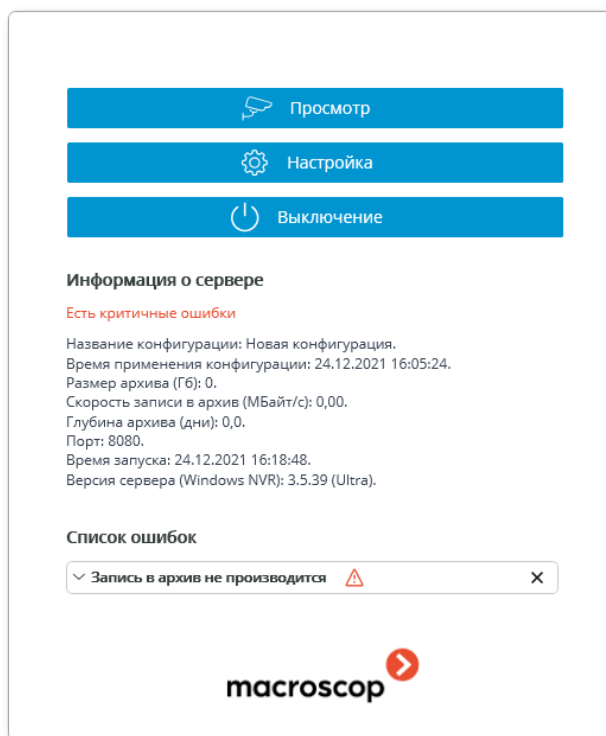 Просмотр
Настройка
Выключение
Информация о сервере
Есть критичные ошибки
Название конфигурации: Новая конфигурация.
Время применения конфигурации: 24.12.2021 16:05:24.
Размер архива (Гб): 0.
Скорость записи в архив (МБайт/с): 0,00.
Глубина архива (дни): 0,0.
Порт: 8080.
Время запуска: 24.12.2021 16:18:48.
Версия сервера (Windows NVR): 3.5.39 (Ultra).
Список ошибок
Запись в архив не производится
macroscop